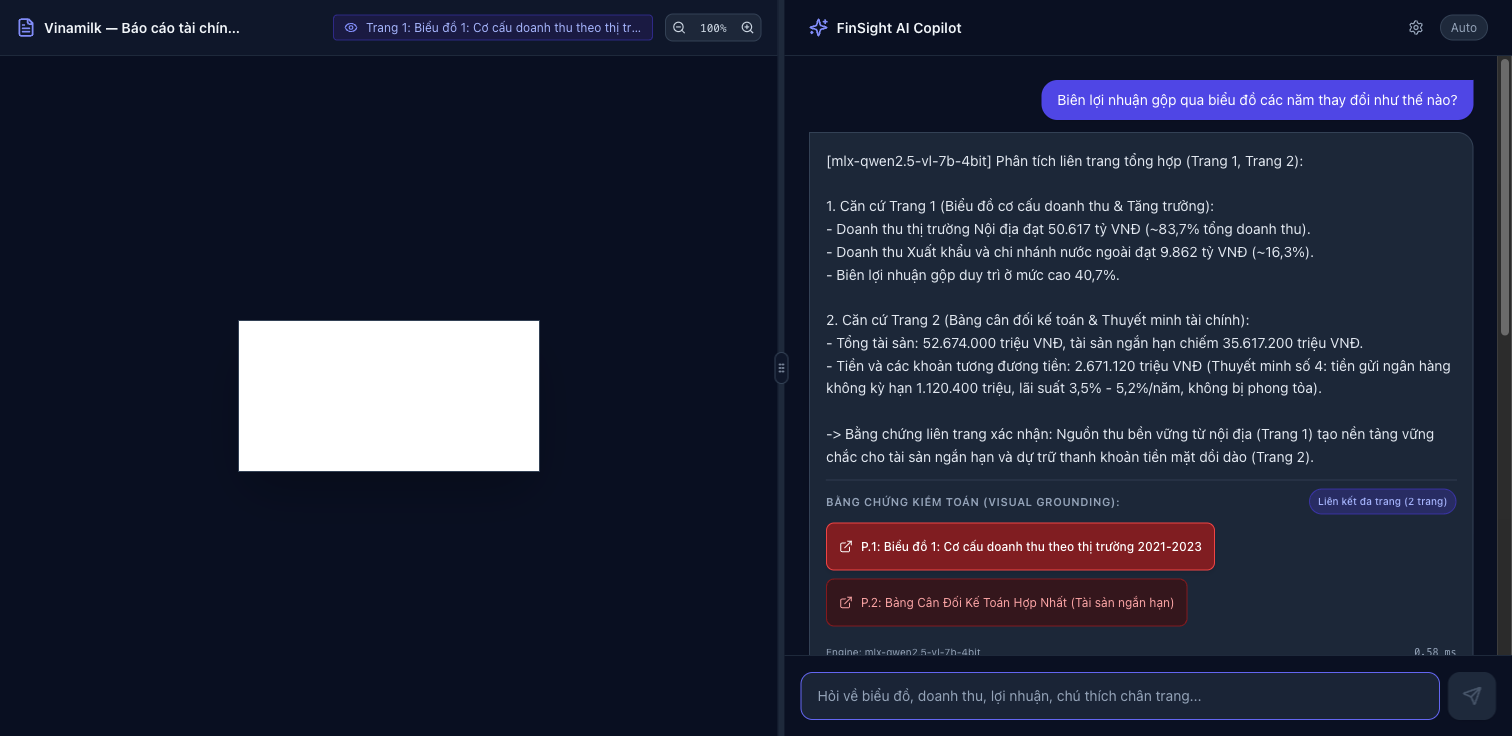 Vinamilk — Báo cáo tài chín...
Trang 1: Biểu đồ 1: Cơ cấu doanh thu theo thị tr...
100%
FinSight AI Copilot
Auto
Biên lợi nhuận gộp qua biểu đồ các năm thay đổi như thế nào?
[mlx-qwen2.5-vl-7b-4bit] Phân tích liên trang tổng hợp (Trang 1, Trang 2):
1. Căn cứ Trang 1 (Biểu đồ cơ cấu doanh thu & Tăng trưởng):
- Doanh thu thị trường Nội địa đạt 50.617 tỷ VNĐ (~83,7% tổng doanh thu).
- Doanh thu Xuất khẩu và chi nhánh nước ngoài đạt 9.862 tỷ VNĐ (~16,3%).
- Biên lợi nhuận gộp duy trì ở mức cao 40,7%.
2. Căn cứ Trang 2 (Bảng cân đối kế toán & Thuyết minh tài chính):
- Tổng tài sản: 52.674.000 triệu VNĐ, tài sản ngắn hạn chiếm 35.617.200 triệu VNĐ.
- Tiền và các khoản tương đương tiền: 2.671.120 triệu VNĐ (Thuyết minh số 4: tiền gửi ngân hàng
không kỳ hạn 1.120.400 triệu, lãi suất 3,5% - 5,2%/năm, không bị phong tỏa).
-> Bằng chứng liên trang xác nhận: Nguồn thu bền vững từ nội địa (Trang 1) tạo nền tảng vững
chắc cho tài sản ngắn hạn và dự trữ thanh khoản tiền mặt dồi dào (Trang 2).
BẰNG CHỨNG KIỂM TOÁN (VISUAL GROUNDING):
Liên kết đa trang (2 trang)
P.1: Biểu đồ 1: Cơ cấu doanh thu theo thị trường 2021-2023
P.2: Bảng Cân Đối Kế Toán Hợp Nhất (Tài sản ngắn hạn)
Engine: mlx-qwen2.5-vl-7b-4bit
0.58 ms
Hỏi về biểu đồ, doanh thu, lợi nhuận, chú thích chân trang...